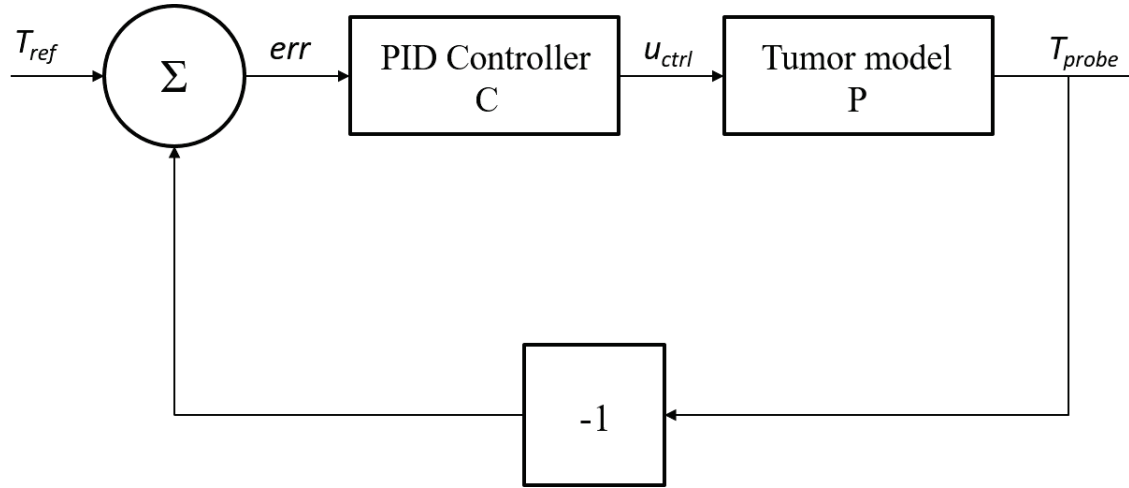 T_ref
Σ
err
PID Controller
C
u_ctrl
Tumor model
P
T_probe
-1